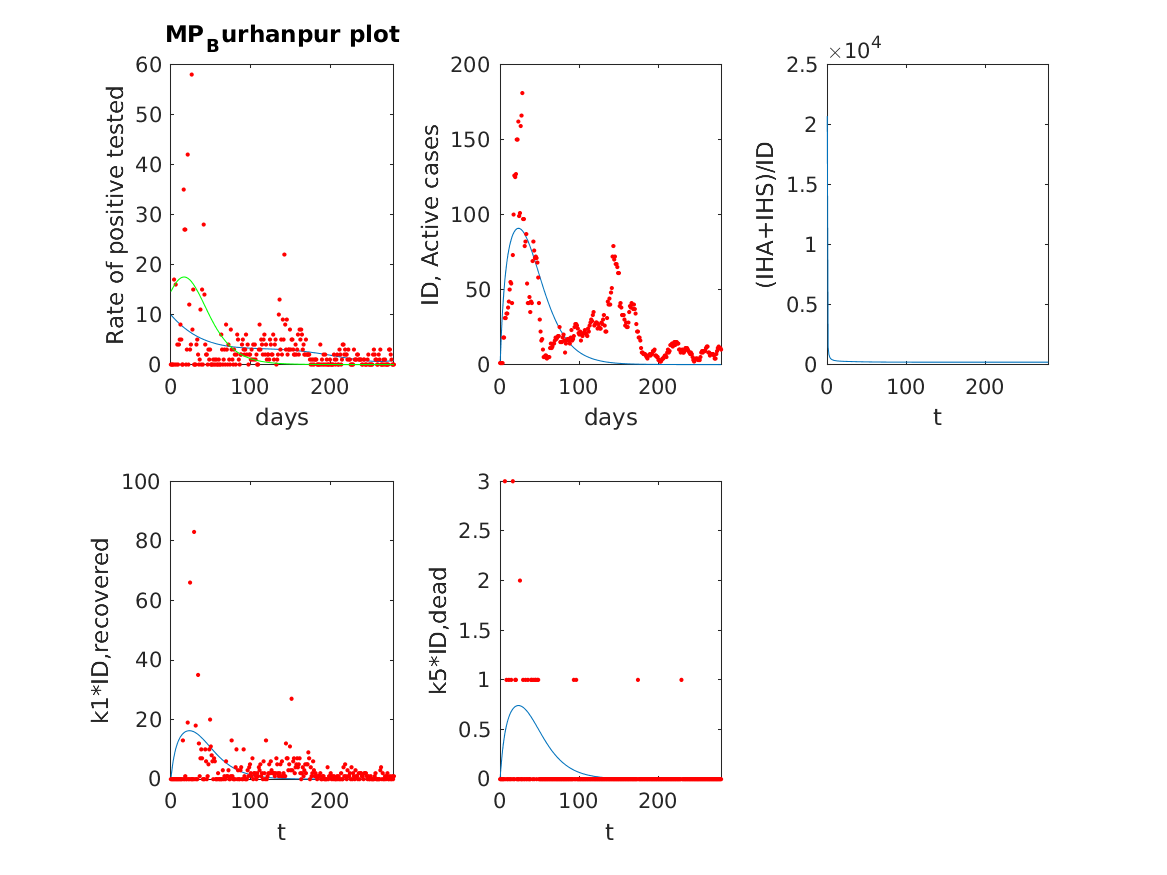 MP_Burhanpur plot
Rate of positive tested
60
50
40
30
20
10
0
0 100 200
days
ID, Active cases
200
150
100
50
0
0 100 200
days
×10^4
(IHA+IHS)/ID
2.5
2
1.5
1
0.5
0
0 100 200
t
k1*ID,recovered
100
80
60
40
20
0
0 100 200
t
k5*ID,dead
3
2.5
2
1.5
1
0.5
0
0 100 200
t